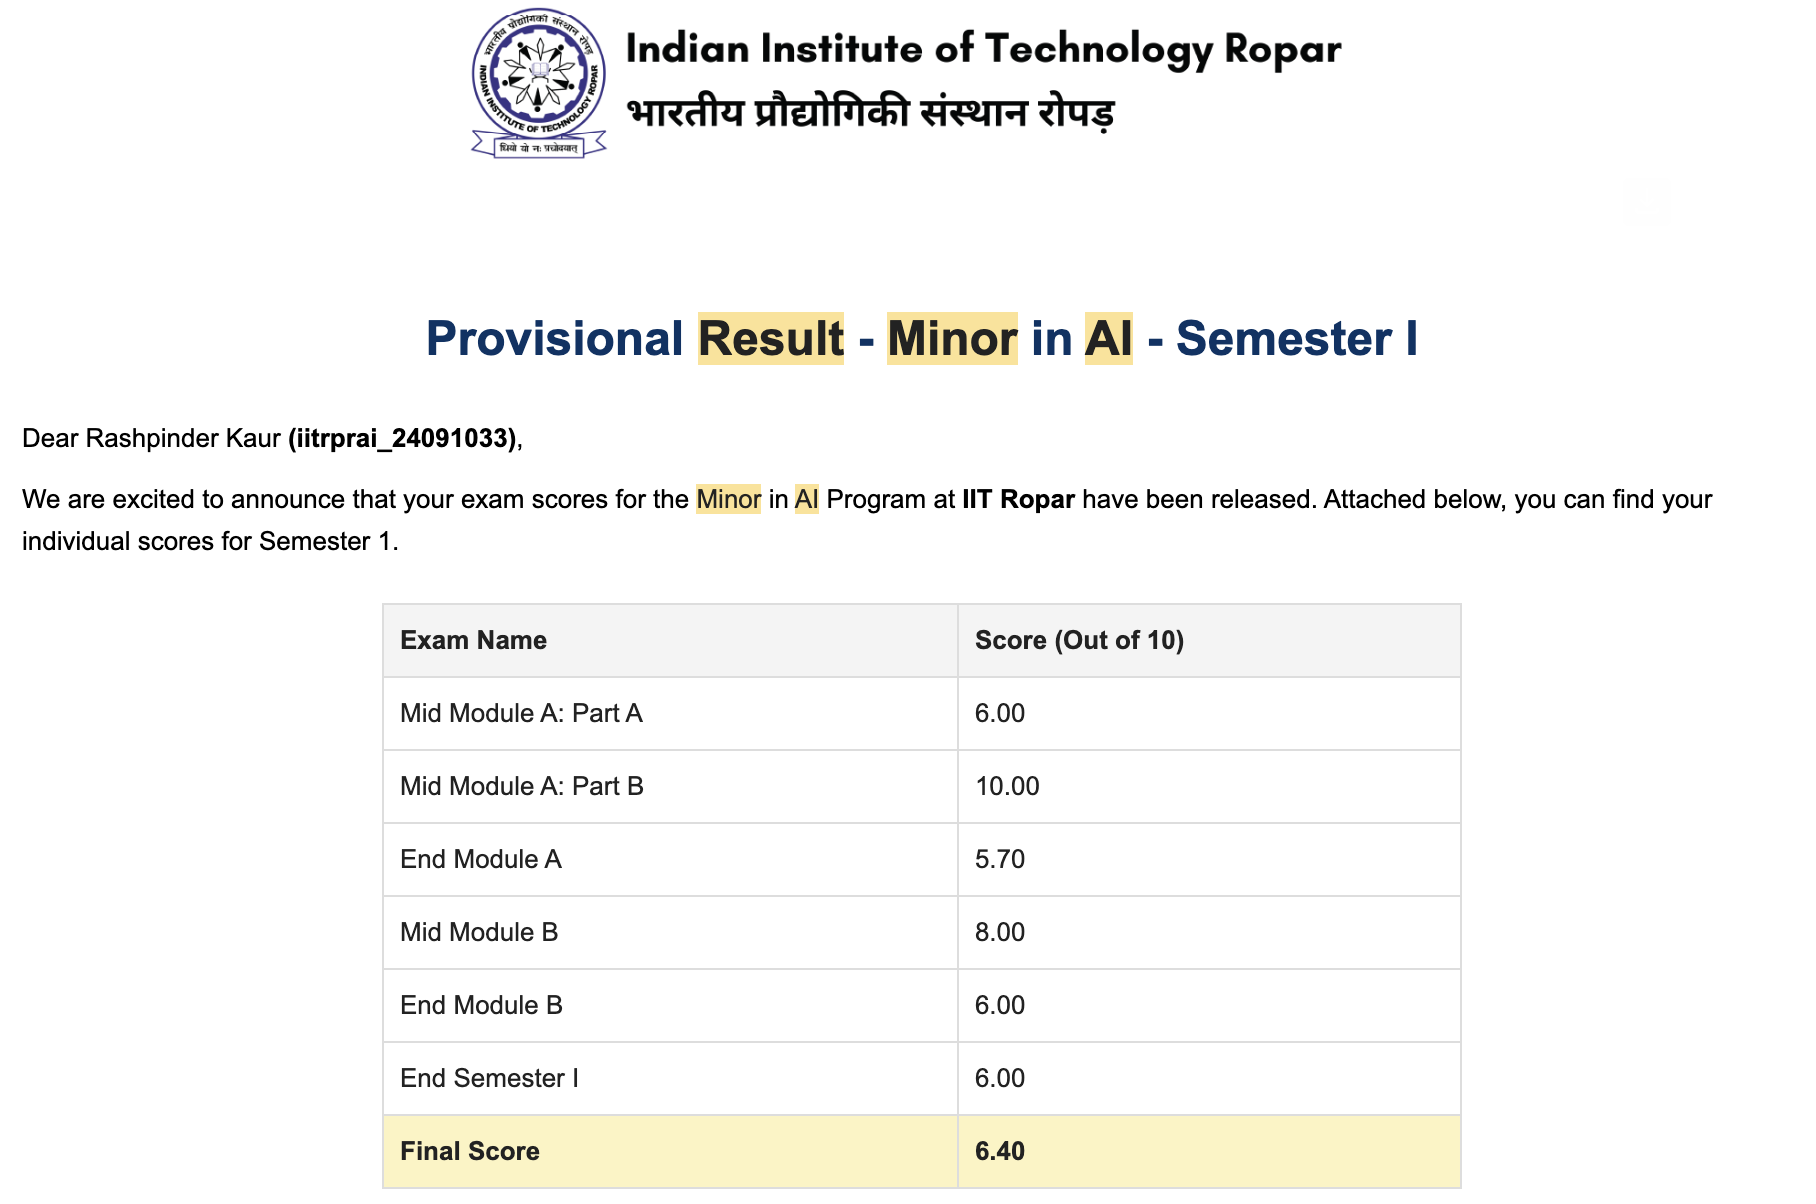 भारतीय प्रौद्योगिकी संस्थान रोपड़
INDIAN INSTITUTE OF TECHNOLOGY ROPAR
धियो यो नः प्रचोदयात्
Indian Institute of Technology Ropar
भारतीय प्रौद्योगिकी संस्थान रोपड़
Provisional Result - Minor in AI - Semester I
Dear Rashpinder Kaur (iitrprai_24091033),
We are excited to announce that your exam scores for the Minor in AI Program at IIT Ropar have been released. Attached below, you can find your
individual scores for Semester 1.
Exam Name Score (Out of 10)
Mid Module A: Part A 6.00
Mid Module A: Part B 10.00
End Module A 5.70
Mid Module B 8.00
End Module B 6.00
End Semester I 6.00
Final Score 6.40